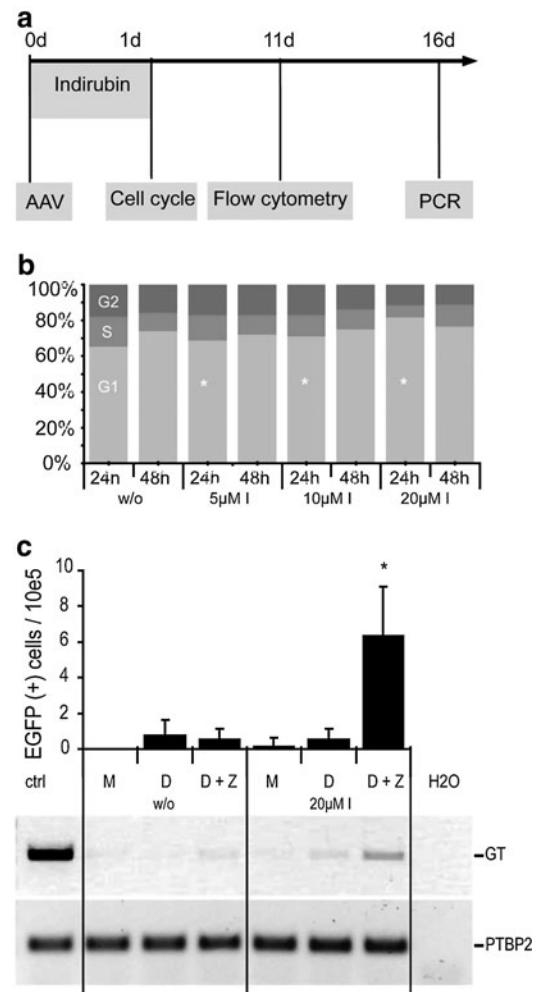 a
0d 1d 11d 16d
Indirubin
AAV Cell cycle Flow cytometry PCR
b
100%
80%
60%
40%
20%
0%
G2
S
G1
* * *
24h 48h 24h 48h 24h 48h 24h 48h
w/o 5µM I 10µM I 20µM I
c
EGFP (+) cells / 10e5
10
8
6
4
2
0
*
ctrl M D D + Z M D D + Z H2O
w/o 20µM I
GT
PTBP2